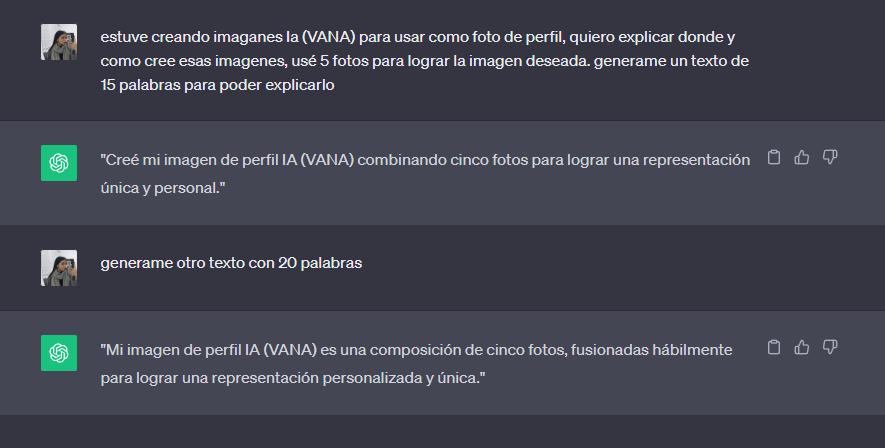 estuve creando imaganes la (VANA) para usar como foto de perfil, quiero explicar donde y
como cree esas imagenes, usé 5 fotos para lograr la imagen deseada. generame un texto de
15 palabras para poder explicarlo
"Creé mi imagen de perfil IA (VANA) combinando cinco fotos para lograr una representación
única y personal."
generame otro texto con 20 palabras
"Mi imagen de perfil IA (VANA) es una composición de cinco fotos, fusionadas hábilmente
para lograr una representación personalizada y única."